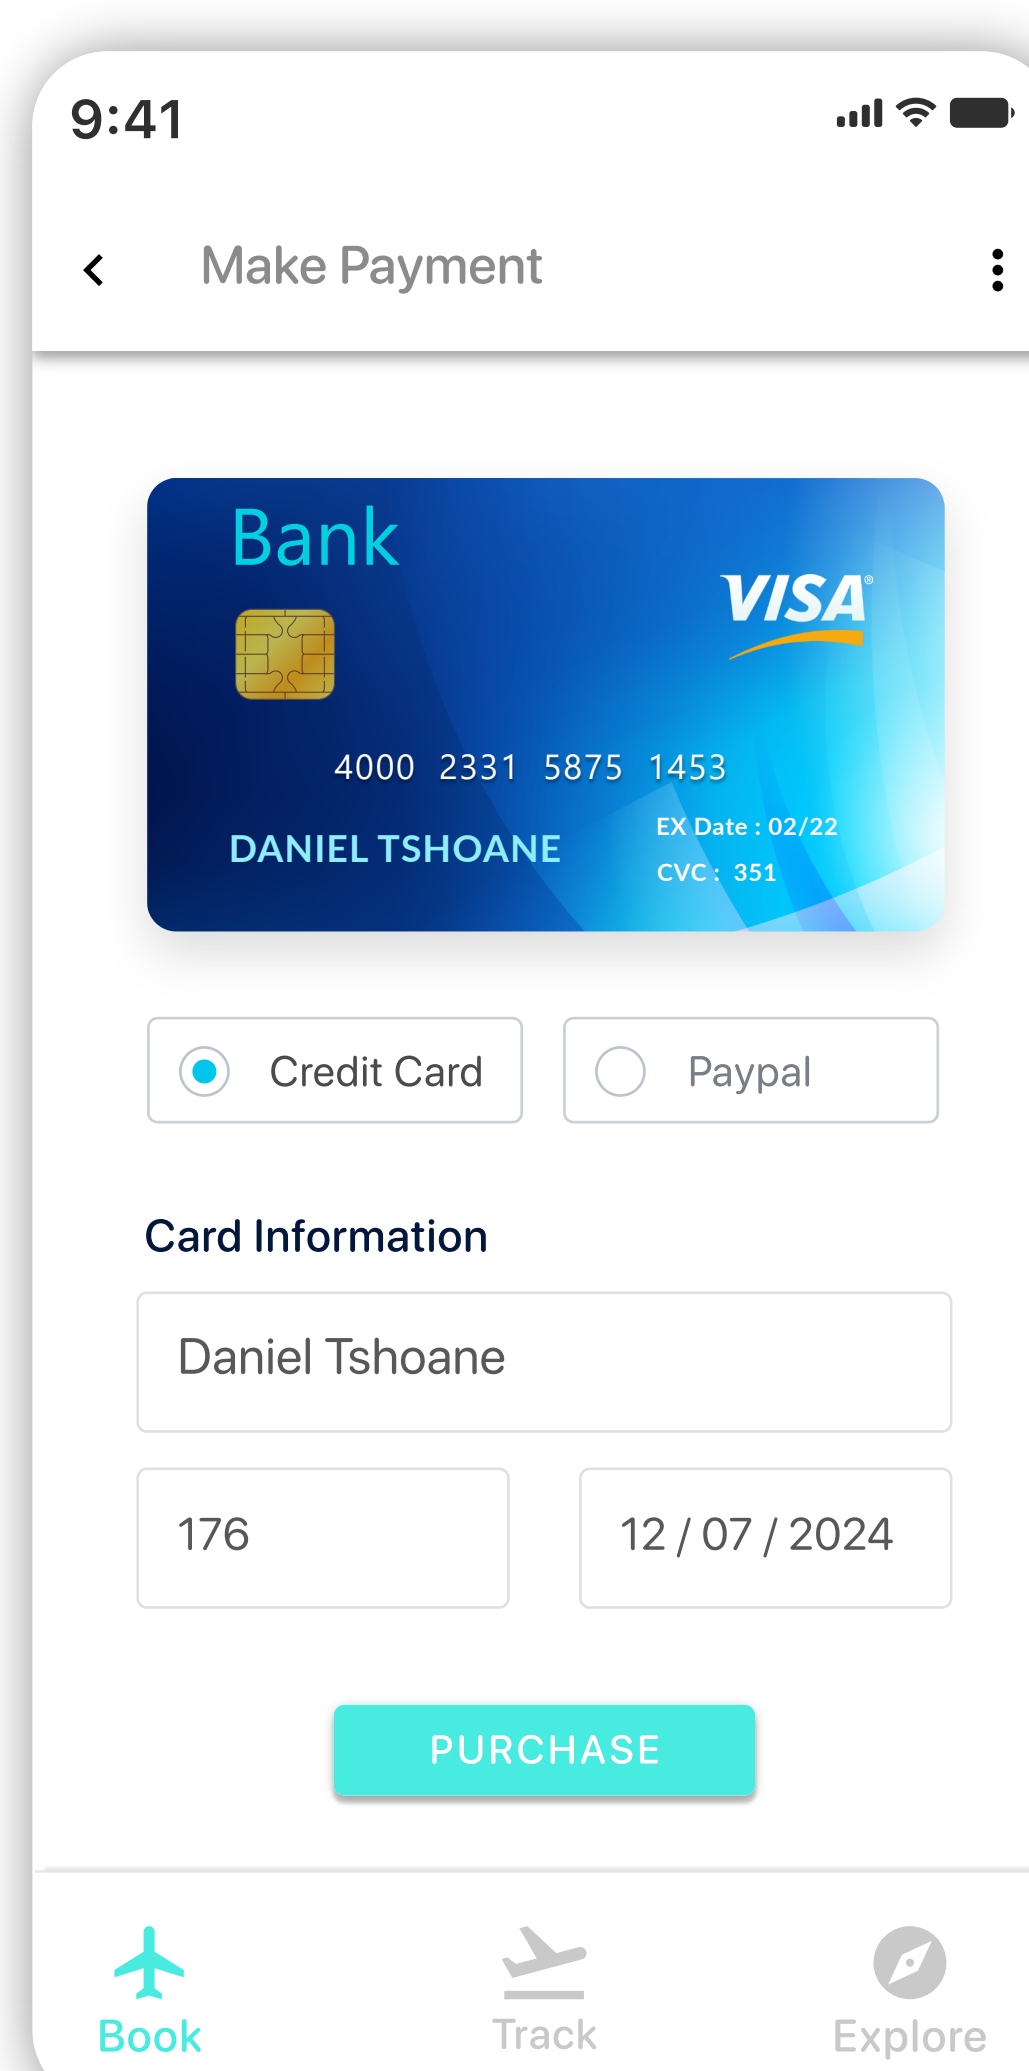 9:41
Make Payment
Bank
VISA®
4000 2331 5875 1453
EX Date : 02/22
DANIEL TSHOANE
CVC : 351
Credit Card
Paypal
Card Information
Daniel Tshoane
176
12 / 07 / 2024
PURCHASE
Book
Track
Explore